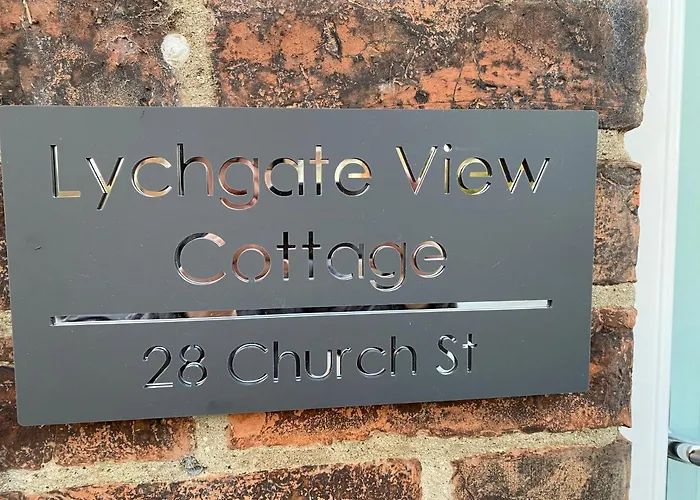 Lychgate View
Cottage
28 Church St